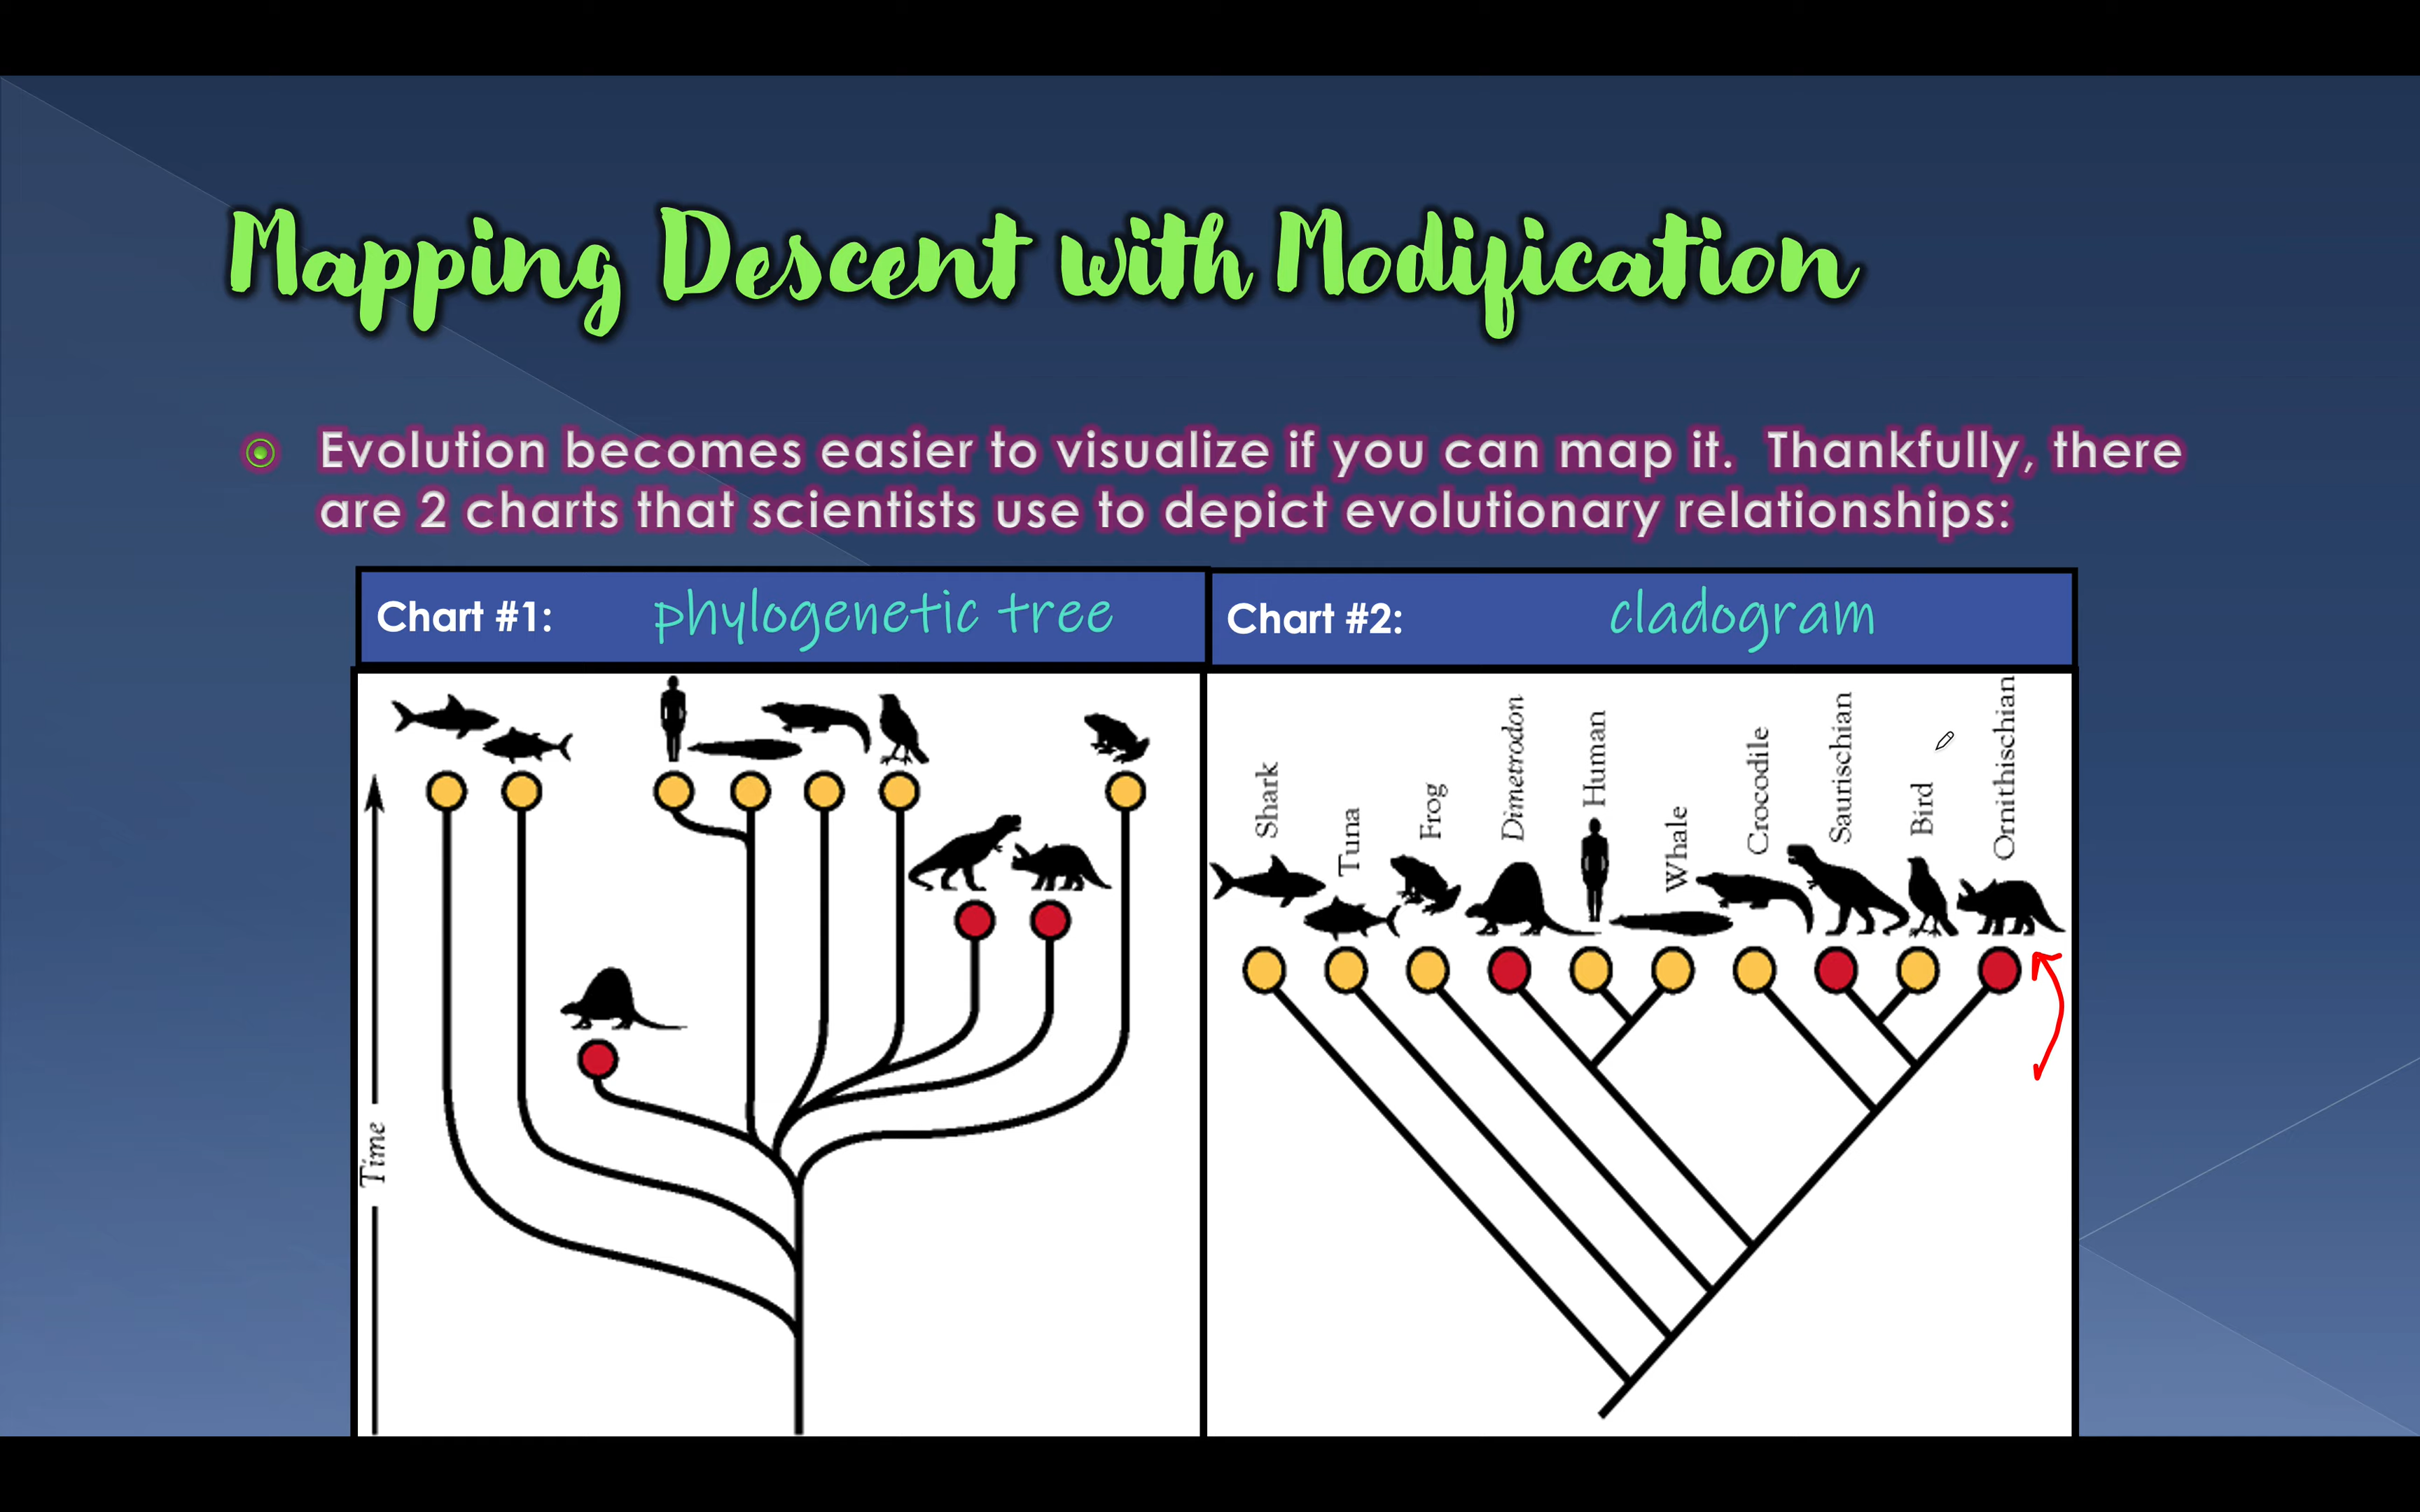 Mapping Descent with Modification
Evolution becomes easier to visualize if you can map it. Thankfully, there
are 2 charts that scientists use to depict evolutionary relationships:
Chart #1: phylogenetic tree
Chart #2: cladogram
Time
Shark
Tuna
Frog
Dimetrodon
Human
Whale
Crocodile
Saurischian
Bird
Ornithischian